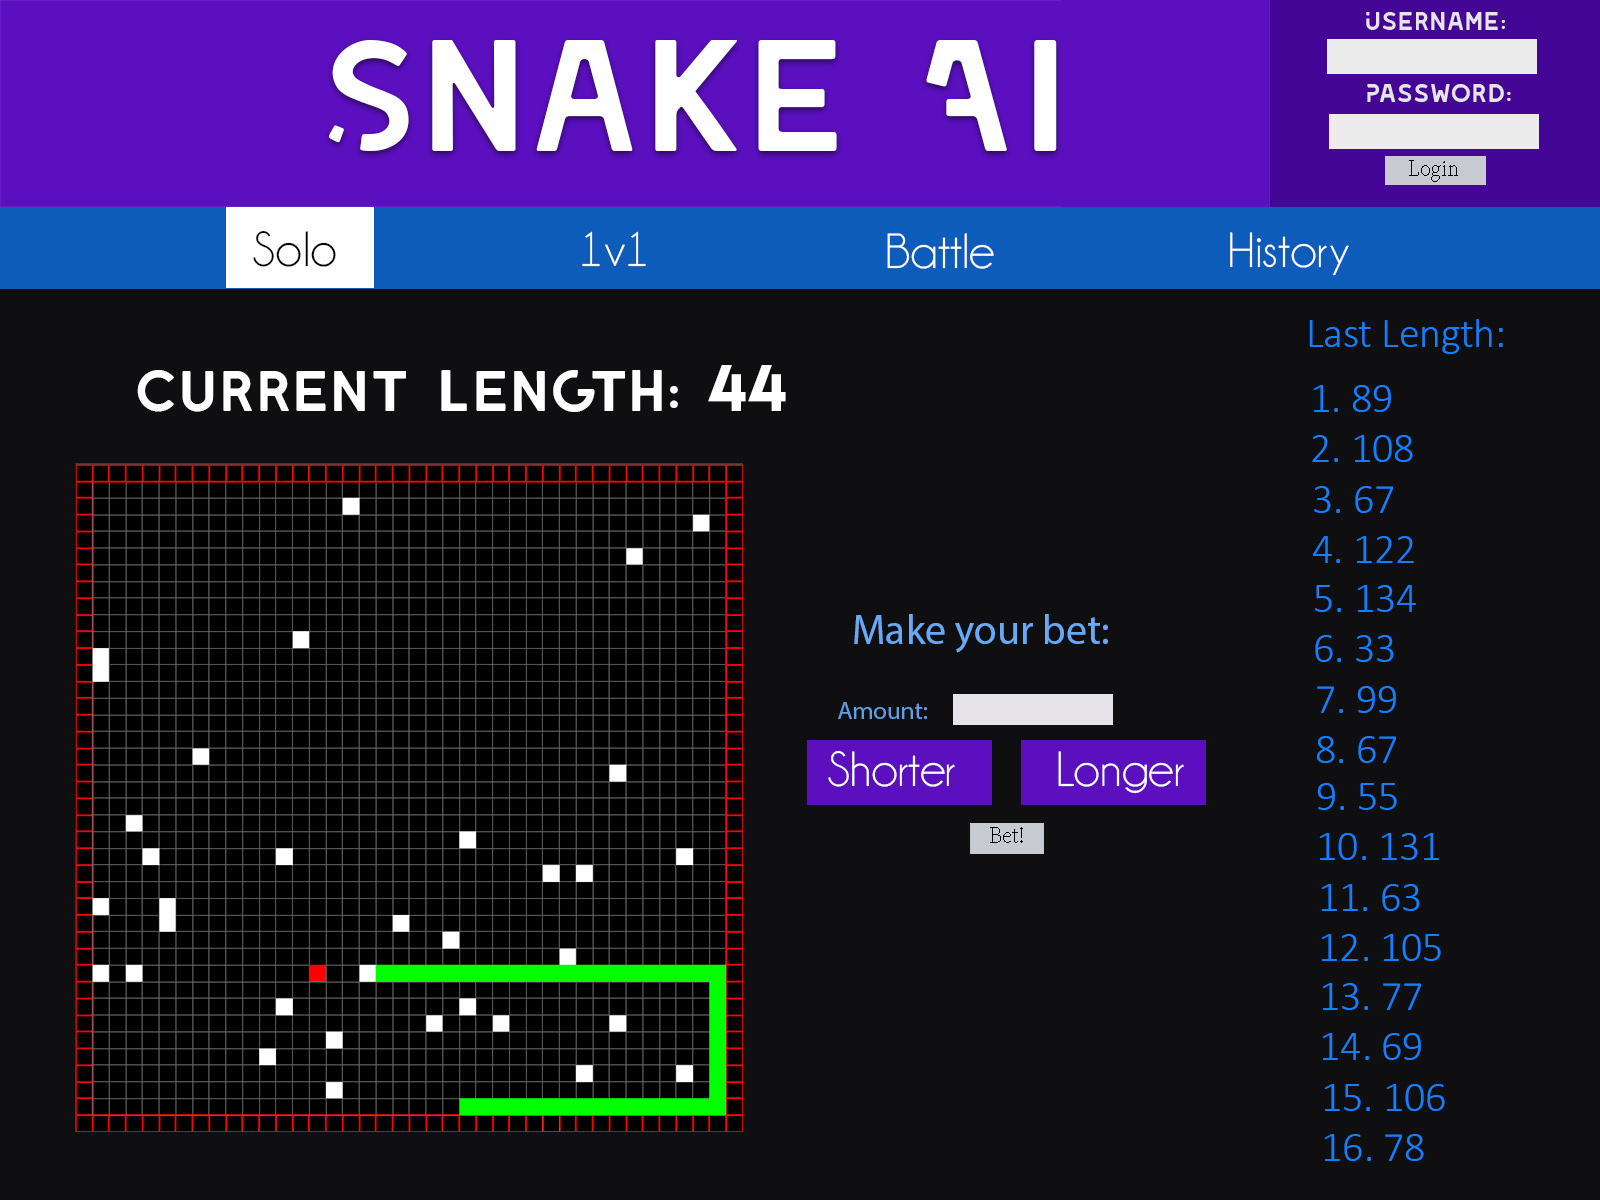 SNAKE AI
USERNAME:
PASSWORD:
Login
Solo
1v1
Battle
History
CURRENT LENGTH: 44
Make your bet:
Amount:
Shorter
Longer
Bet!
Last Length:
1. 89
2. 108
3. 67
4. 122
5. 134
6. 33
7. 99
8. 67
9. 55
10. 131
11. 63
12. 105
13. 77
14. 69
15. 106
16. 78